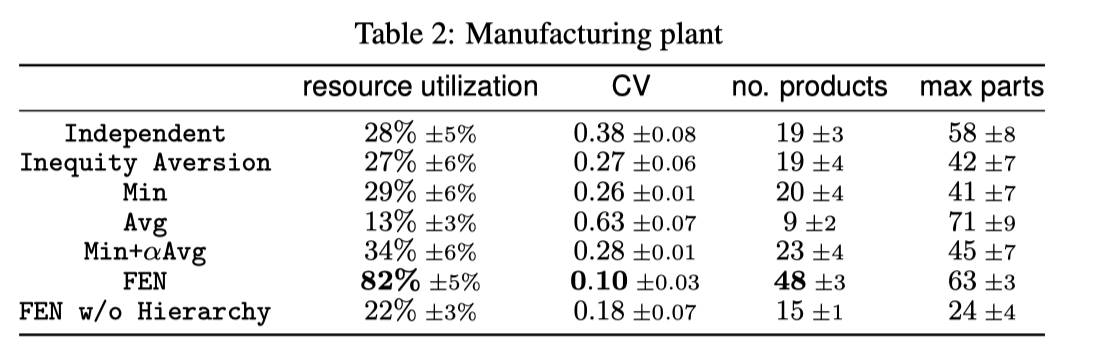 Table 2: Manufacturing plant
resource utilization CV no. products max parts
Independent 28% ±5% 0.38 ±0.08 19 ±3 58 ±8
Inequity Aversion 27% ±6% 0.27 ±0.06 19 ±4 42 ±7
Min 29% ±6% 0.26 ±0.01 20 ±4 41 ±7
Avg 13% ±3% 0.63 ±0.07 9 ±2 71 ±9
Min+αAvg 34% ±6% 0.28 ±0.01 23 ±4 45 ±7
FEN 82% ±5% 0.10 ±0.03 48 ±3 63 ±3
FEN w/o Hierarchy 22% ±3% 0.18 ±0.07 15 ±1 24 ±4